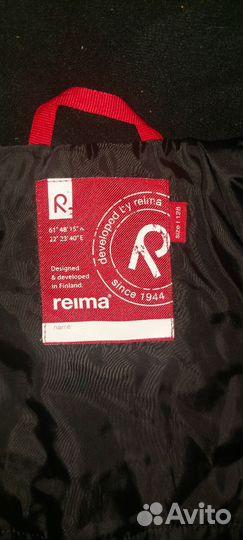 R
61° 48' 15" N
22° 23' 40" E
Designed
& developed
in Finland.
reima®
name:
developed by reima
R
since 1944
size | 128
Avito